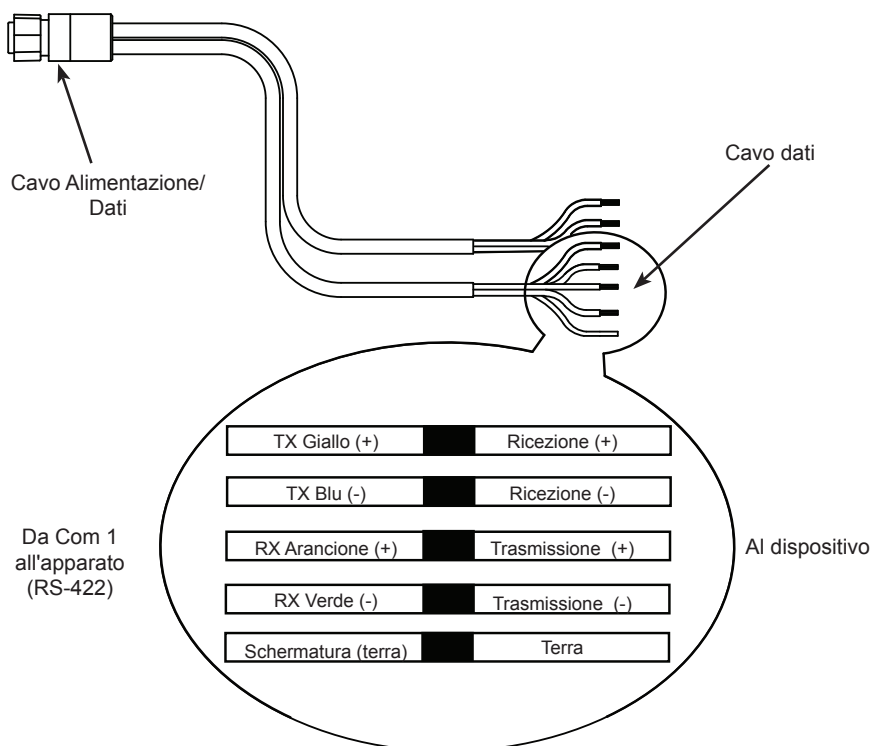 Cavo Alimentazione/
Dati
Cavo dati
TX Giallo (+) Ricezione (+)
TX Blu (-) Ricezione (-)
Da Com 1
all'apparato
(RS-422)
RX Arancione (+) Trasmissione (+)
Al dispositivo
RX Verde (-) Trasmissione (-)
Schermatura (terra) Terra